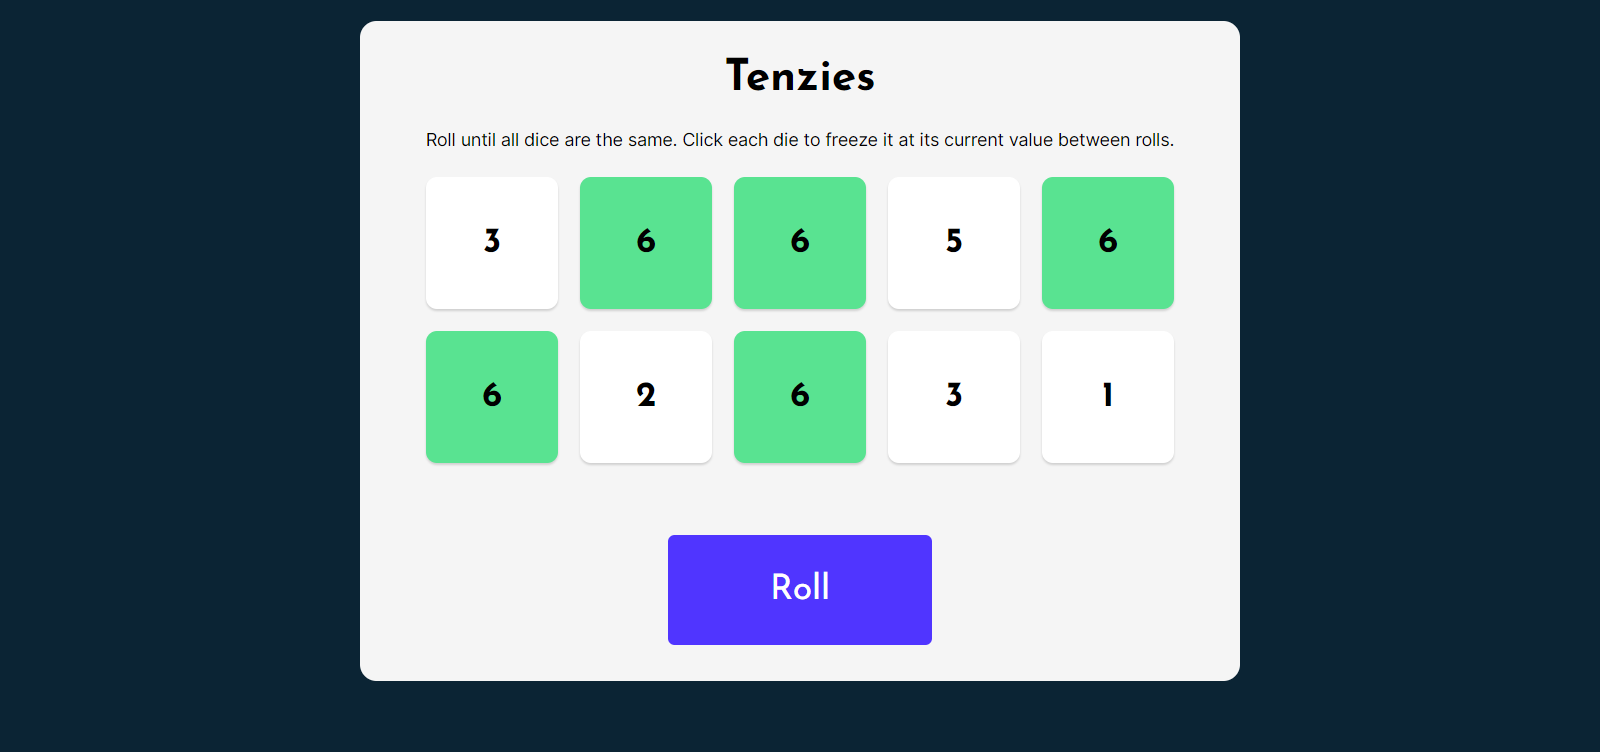 Tenzies
Roll until all dice are the same. Click each die to freeze it at its current value between rolls.
3 6 6 5 6
6 2 6 3 1
Roll